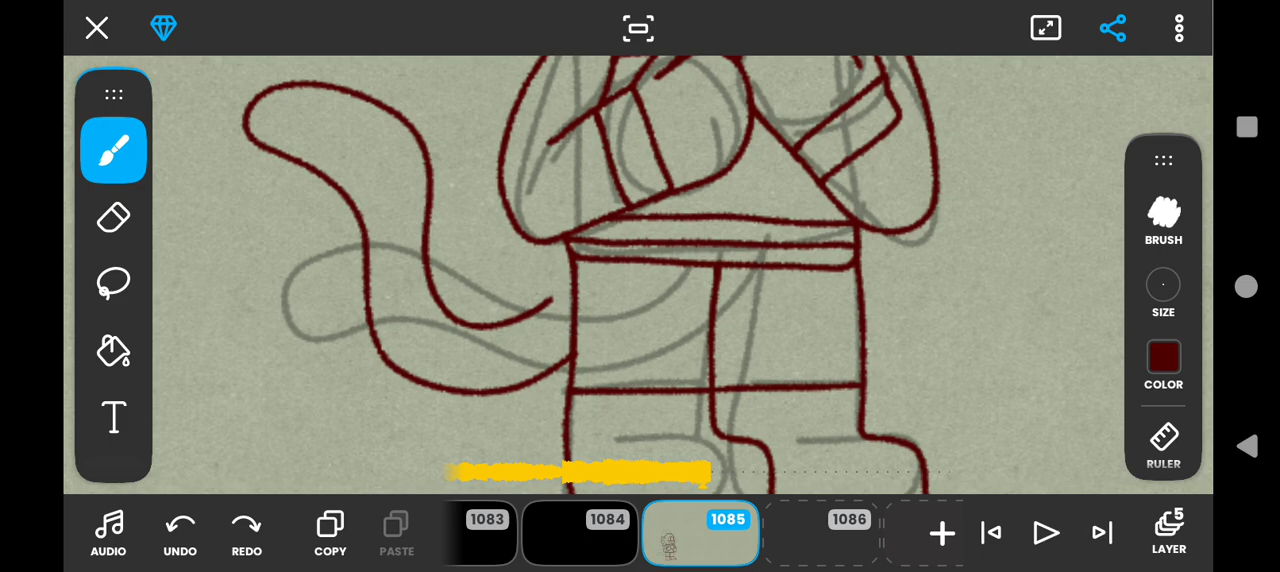 BRUSH
SIZE
COLOR
RULER
1083
1084
1085
1086
5
AUDIO
UNDO
REDO
COPY
PASTE
LAYER